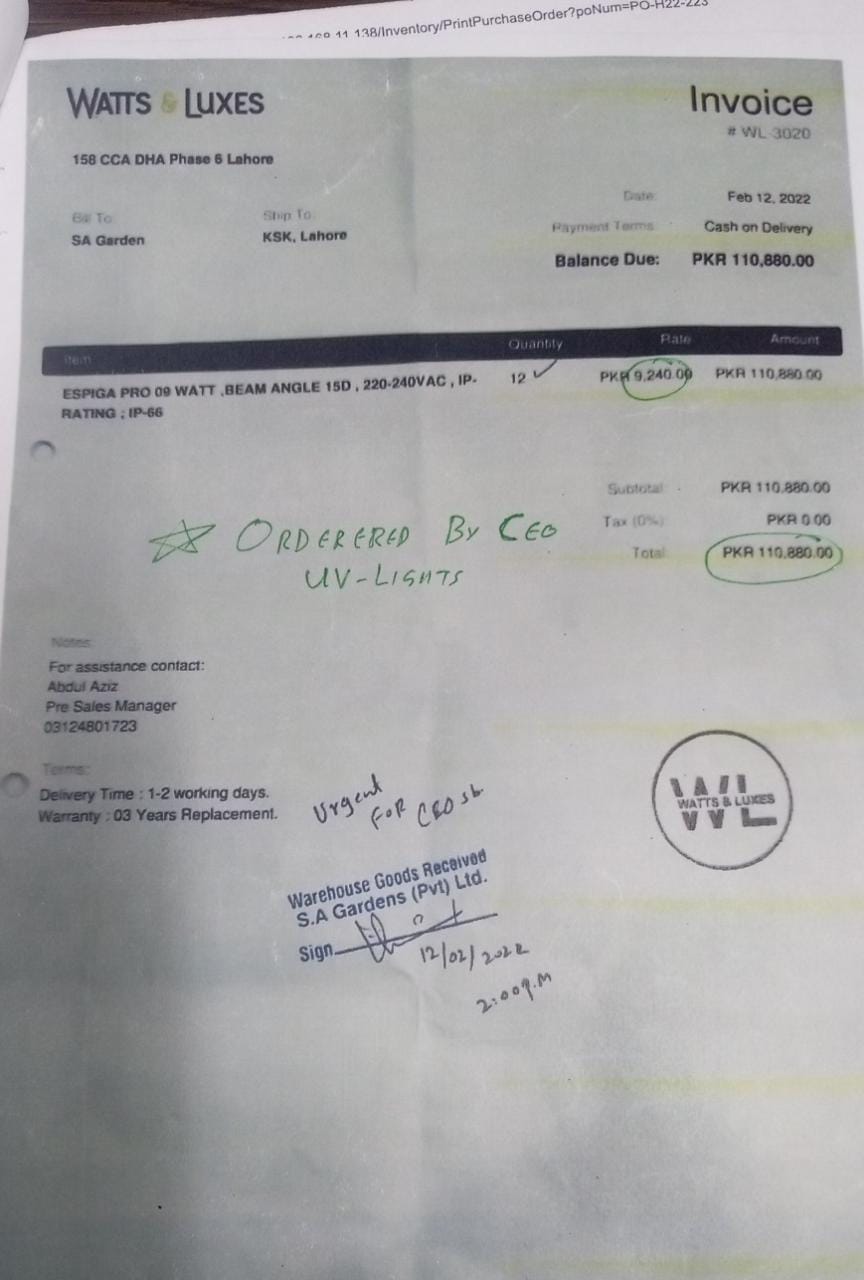 168.11.138/Inventory/PrintPurchaseOrder?poNum=PO-H22-223
WATTS & LUXES
Invoice
# WL-3020
158 CCA DHA Phase 6 Lahore
Bill To:
SA Garden
Ship To:
KSK, Lahore
Date: Feb 12, 2022
Payment Terms: Cash on Delivery
Balance Due: PKR 110,880.00
Item Quantity Rate Amount
ESPIGA PRO 09 WATT ,BEAM ANGLE 15D , 220-240VAC , IP- 12 PKR 9,240.00 PKR 110,880.00
RATING ; IP-66
Subtotal: PKR 110,880.00
Tax (0%): PKR 0.00
Total: PKR 110,880.00
ORDERERED By CEO
UV-LIGHTS
Notes:
For assistance contact:
Abdul Aziz
Pre Sales Manager
03124801723
Terms:
Delivery Time : 1-2 working days.
Warranty : 03 Years Replacement.
Urgent
FOR CEO sb.
WL
WATTS & LUXES
Warehouse Goods Received
S.A Gardens (Pvt) Ltd.
Sign
12/02/2022
2:00 P.M